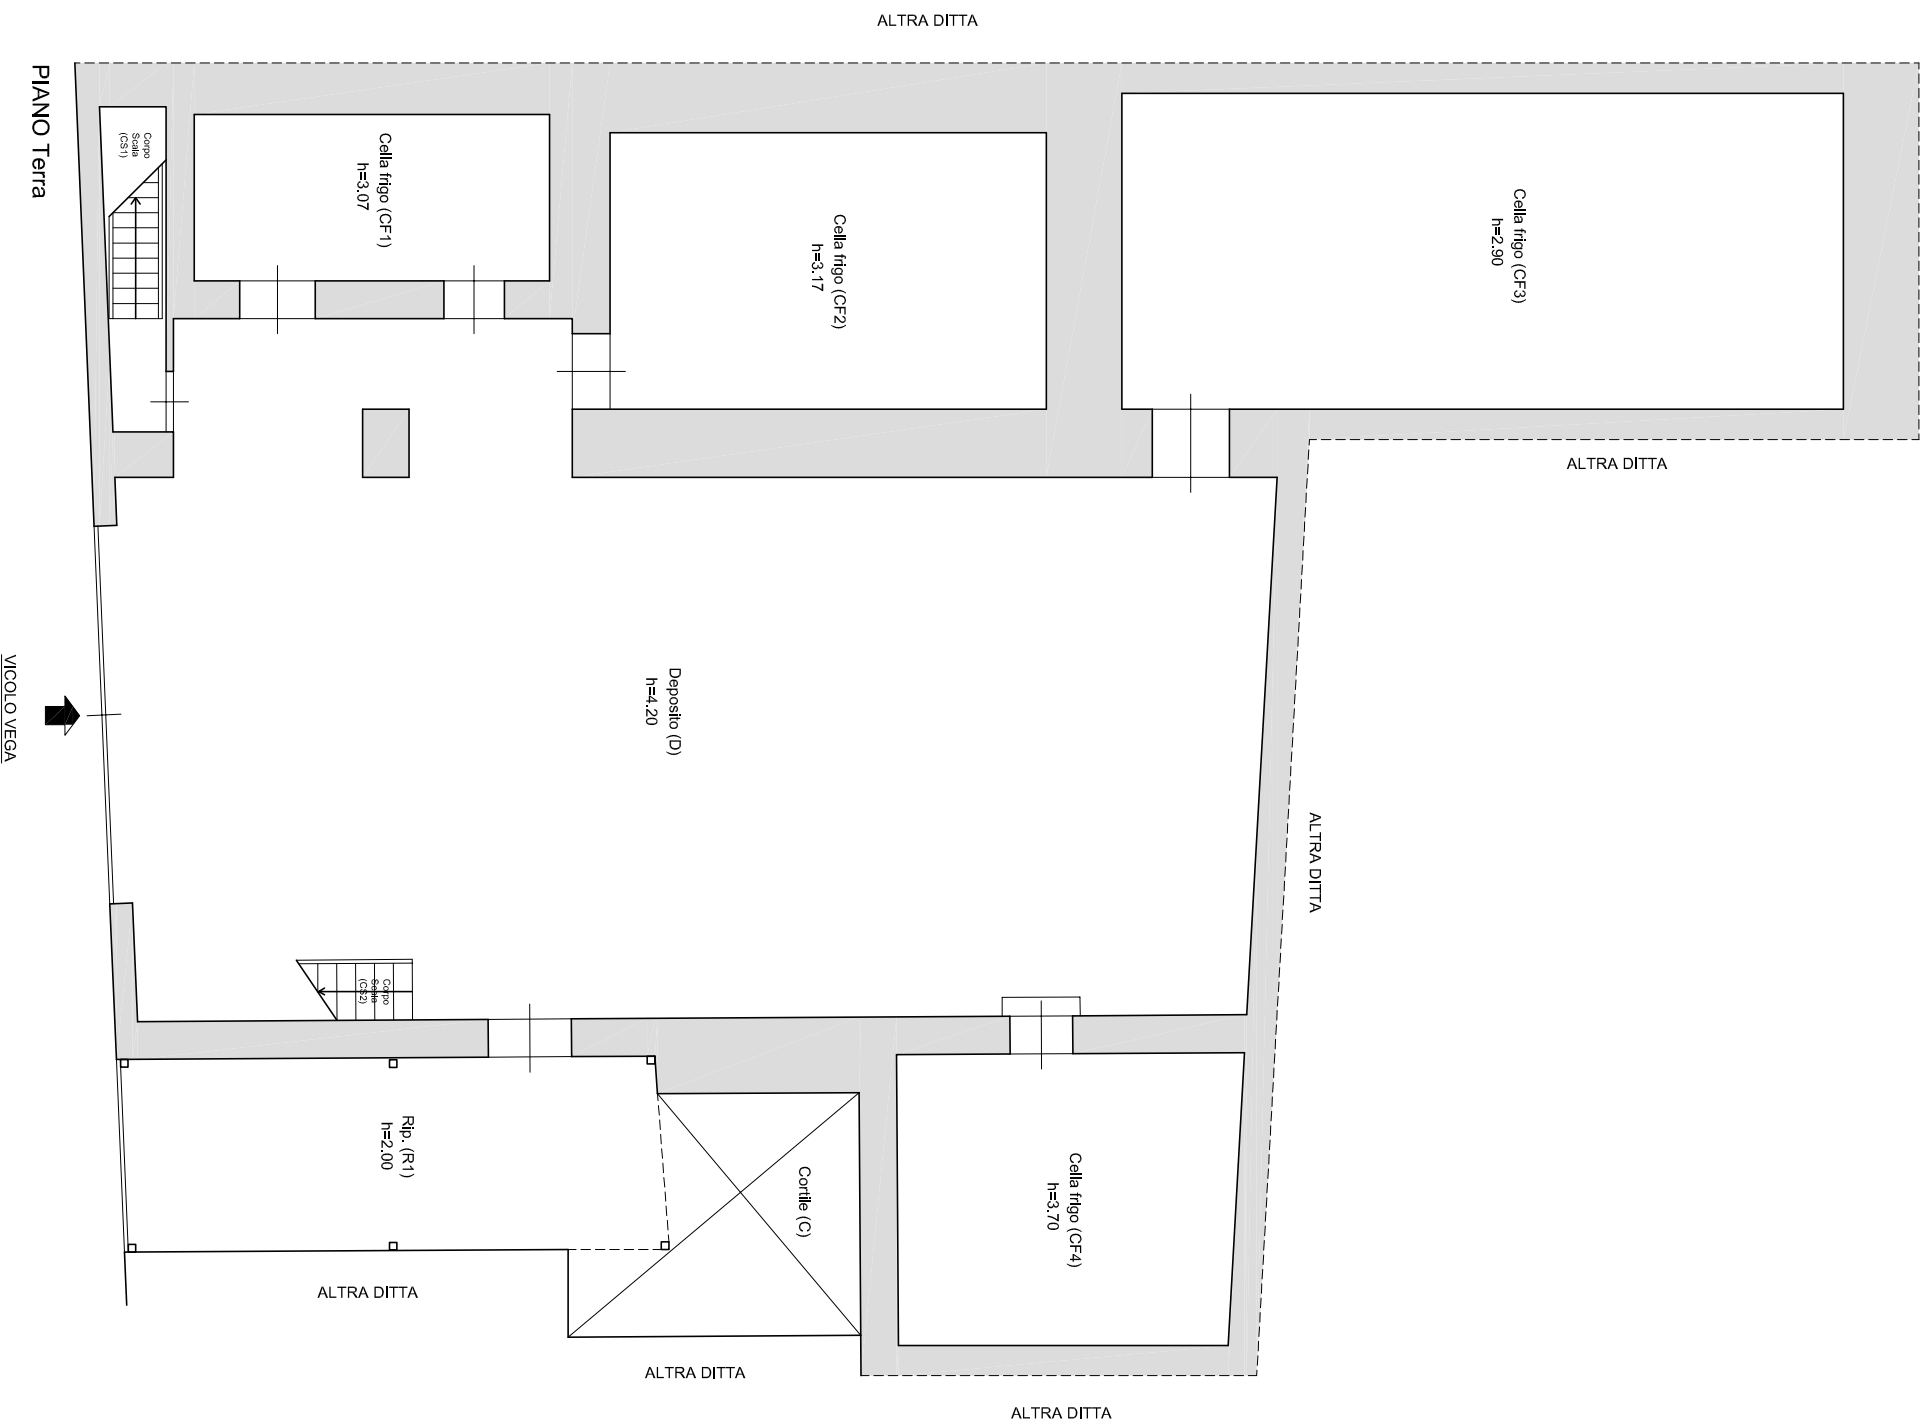 ALTRA DITTA
PIANO Terra
Corpo
Scala
(CS1)
Cella frigo (CF1)
h=3.07
Cella frigo (CF2)
h=3.17
Cella frigo (CF3)
h=2.90
ALTRA DITTA
Deposito (D)
h=4.20
VICOLO VEGA
ALTRA DITTA
Corpo
Scala
(CS2)
Rip. (R1)
h=2.00
Cortile (C)
Cella frigo (CF4)
h=3.70
ALTRA DITTA
ALTRA DITTA
ALTRA DITTA